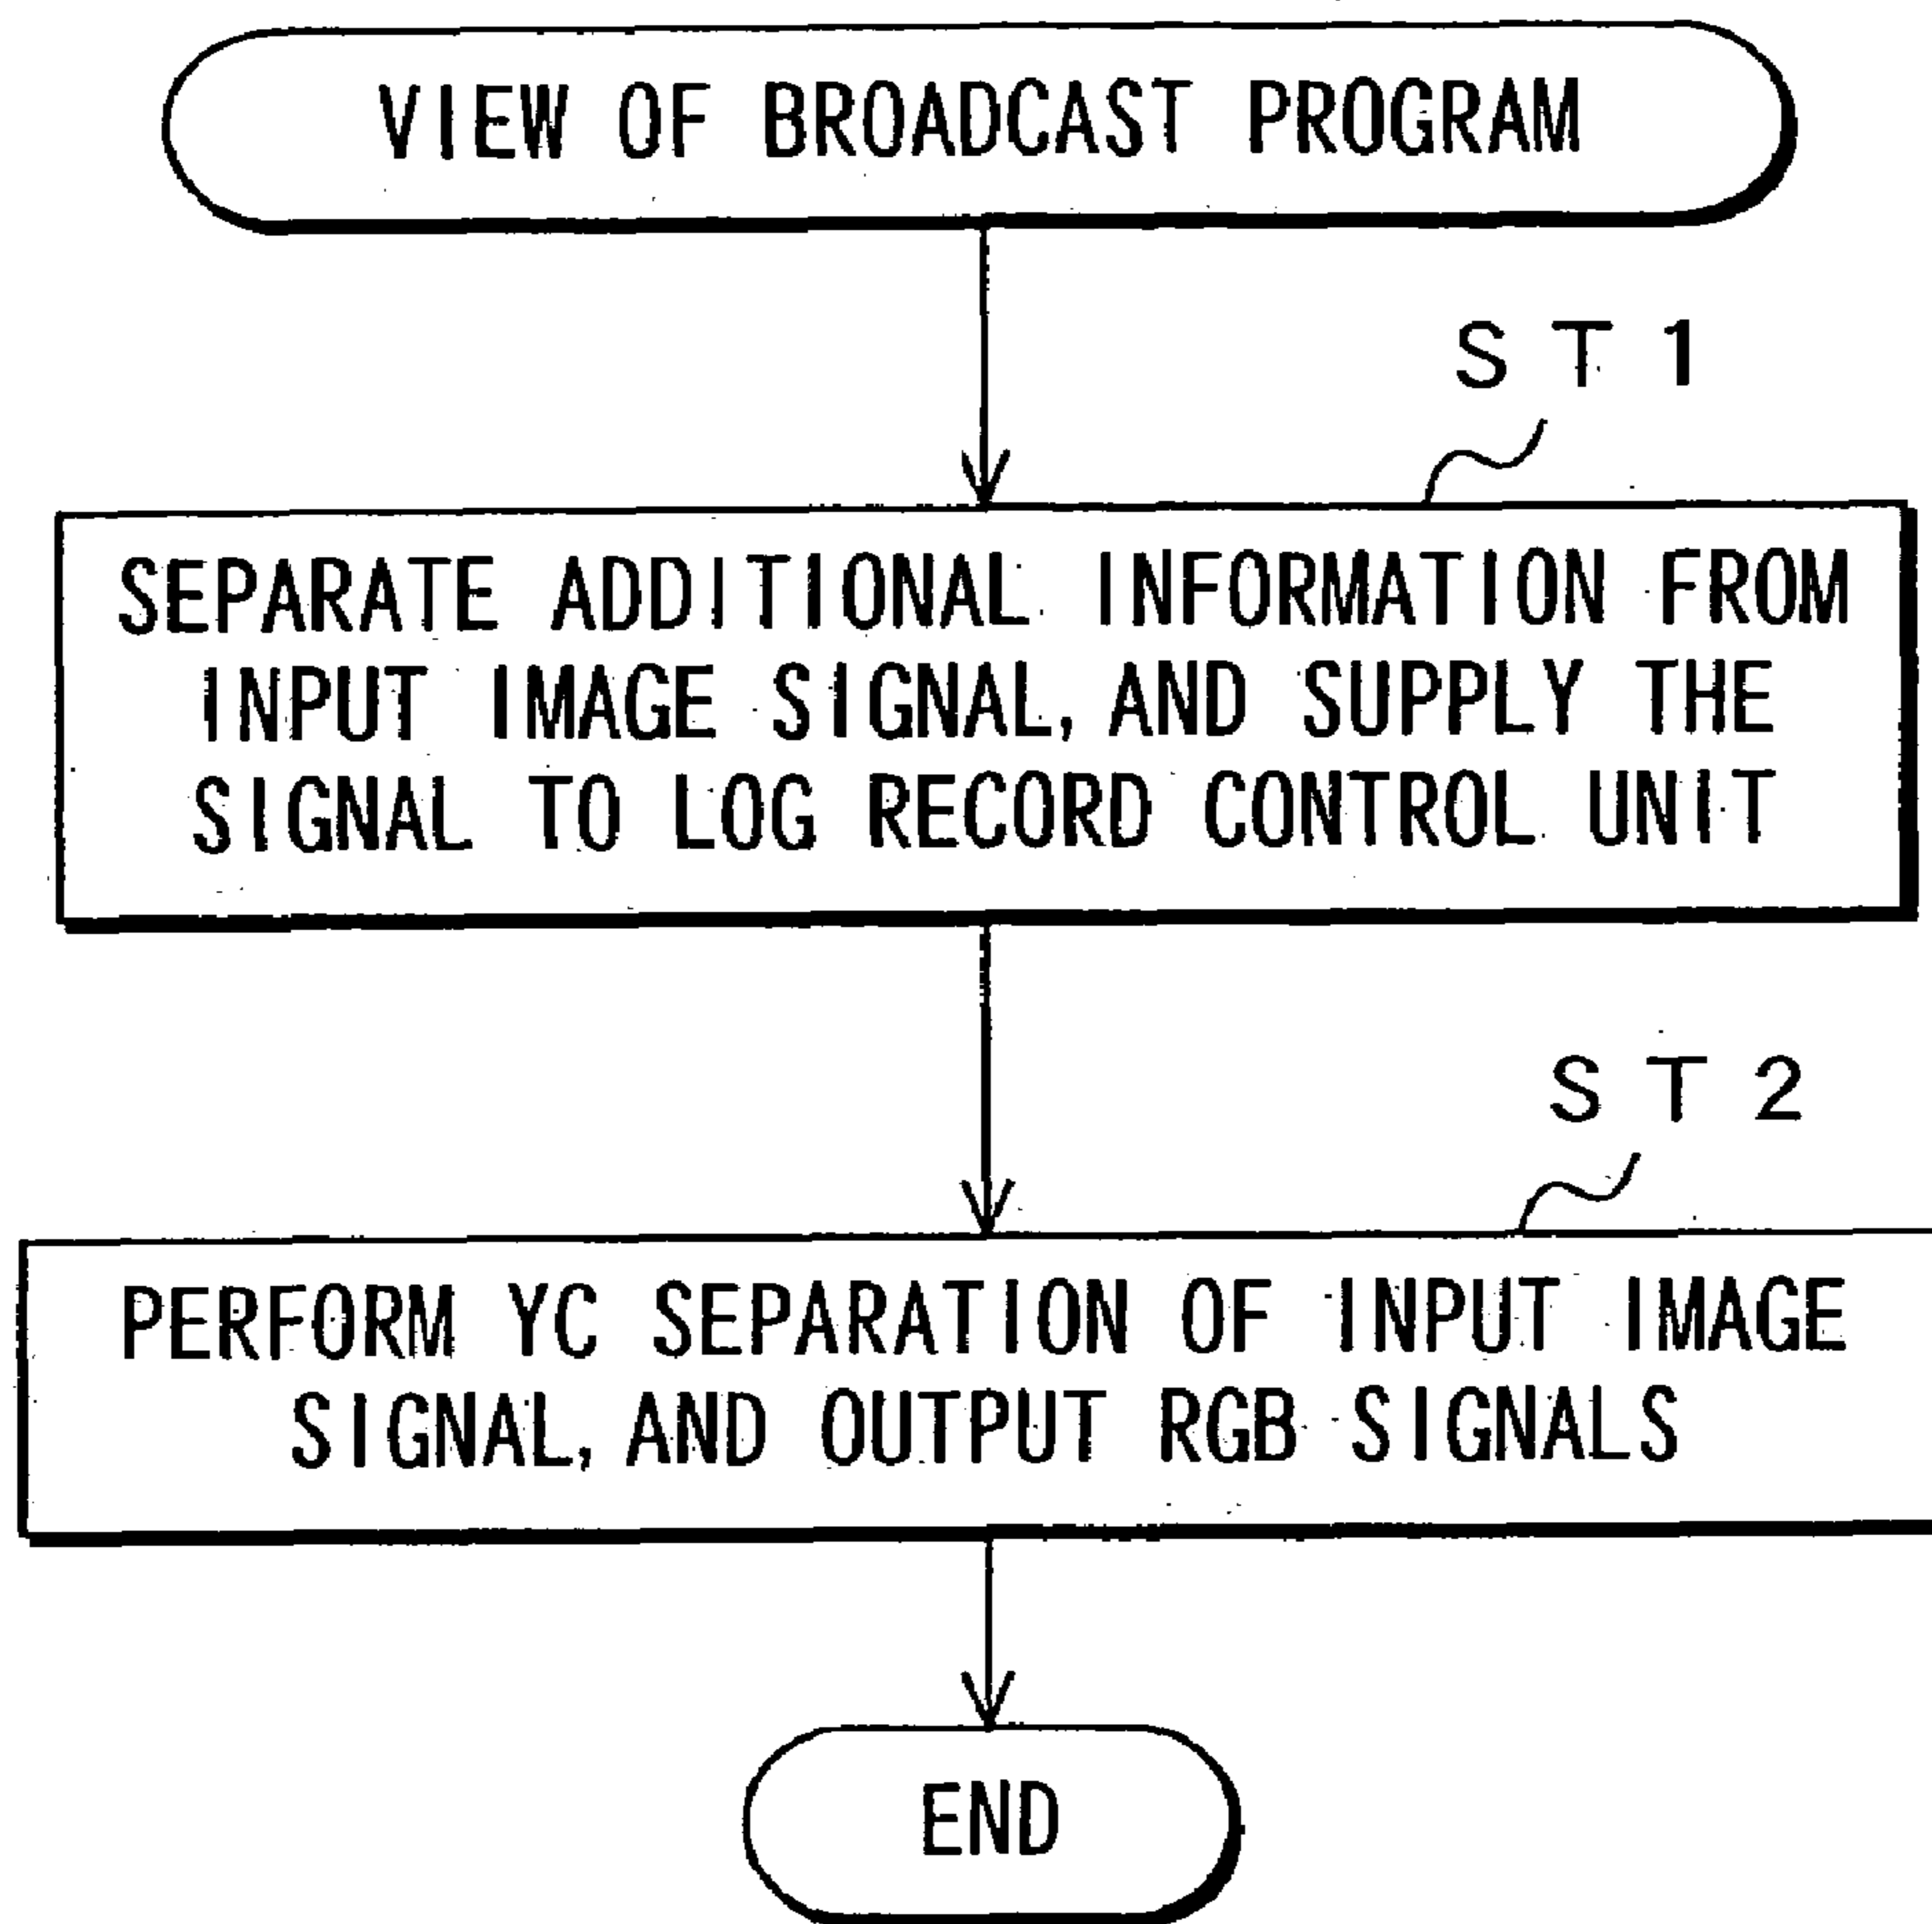 VIEW OF BROADCAST PROGRAM
ST1
SEPARATE ADDITIONAL INFORMATION FROM
INPUT IMAGE SIGNAL, AND SUPPLY THE
SIGNAL TO LOG RECORD CONTROL UNIT
ST2
PERFORM YC SEPARATION OF INPUT IMAGE
SIGNAL, AND OUTPUT RGB SIGNALS
END